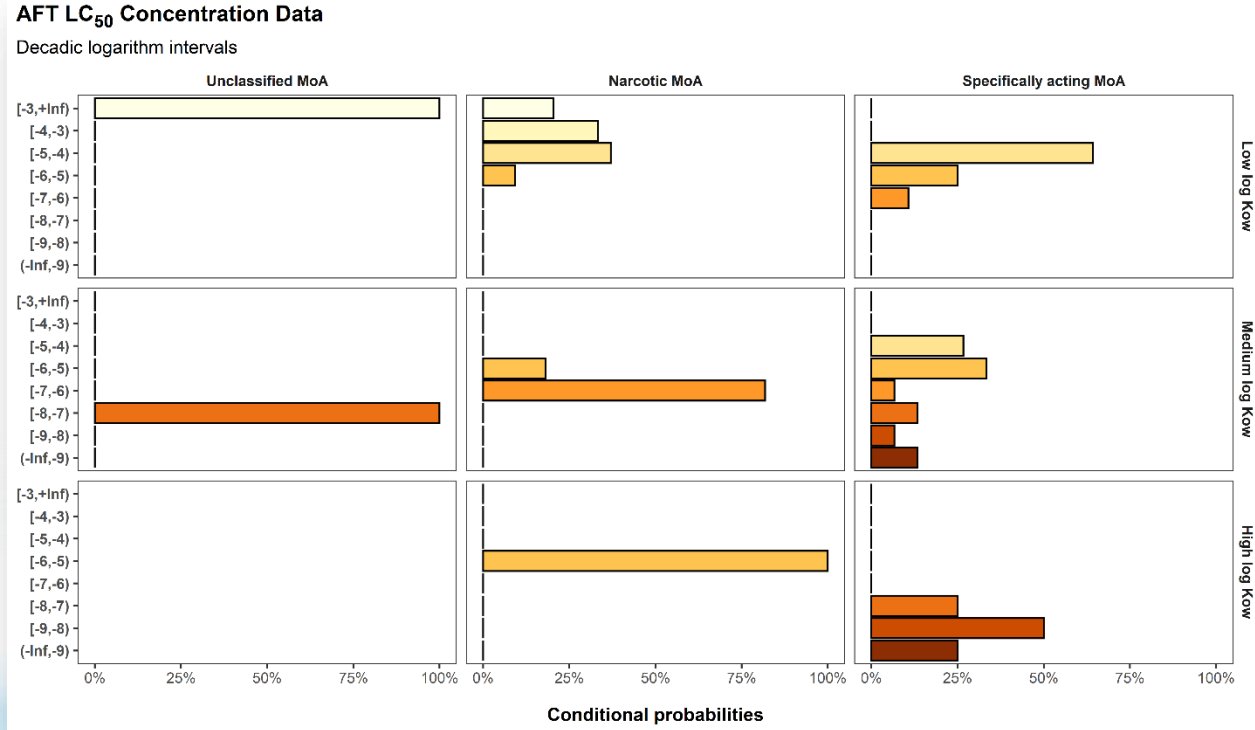 AFT LC50 Concentration Data
Decadic logarithm intervals
Unclassified MoA
Narcotic MoA
Specifically acting MoA
[-3,+Inf)
[-4,-3)
[-5,-4)
[-6,-5)
[-7,-6)
[-8,-7)
[-9,-8)
(-Inf,-9)
Low log Kow
[-3,+Inf)
[-4,-3)
[-5,-4)
[-6,-5)
[-7,-6)
[-8,-7)
[-9,-8)
(-Inf,-9)
Medium log Kow
[-3,+Inf)
[-4,-3)
[-5,-4)
[-6,-5)
[-7,-6)
[-8,-7)
[-9,-8)
(-Inf,-9)
High log Kow
0% 25% 50% 75% 100% 0% 25% 50% 75% 100% 0% 25% 50% 75% 100%
Conditional probabilities